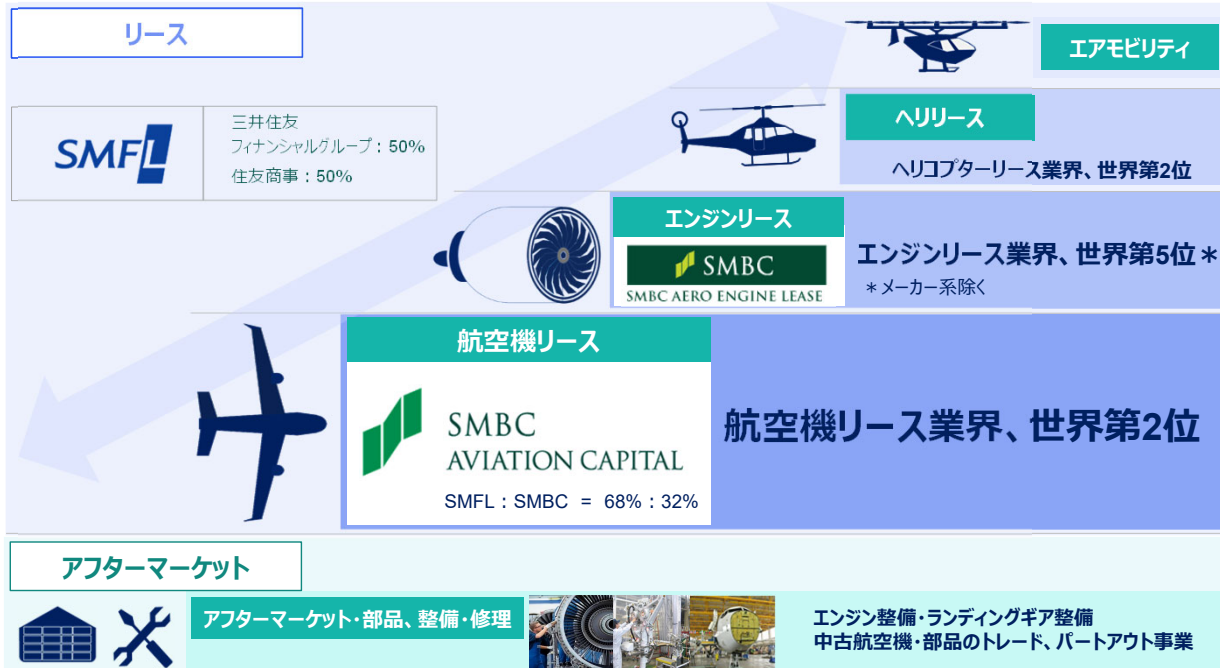 リース
エアモビリティ
ヘリリース
ヘリコプターリース業界、世界第2位
SMFL
三井住友
フィナンシャルグループ：50%
住友商事：50%
エンジンリース
SMBC
SMBC AERO ENGINE LEASE
エンジンリース業界、世界第5位＊
＊メーカー系除く
航空機リース
SMBC
AVIATION CAPITAL
SMFL：SMBC = 68%：32%
航空機リース業界、世界第2位
アフターマーケット
アフターマーケット・部品、整備・修理
エンジン整備・ランディングギア整備
中古航空機・部品のトレード、パートアウト事業